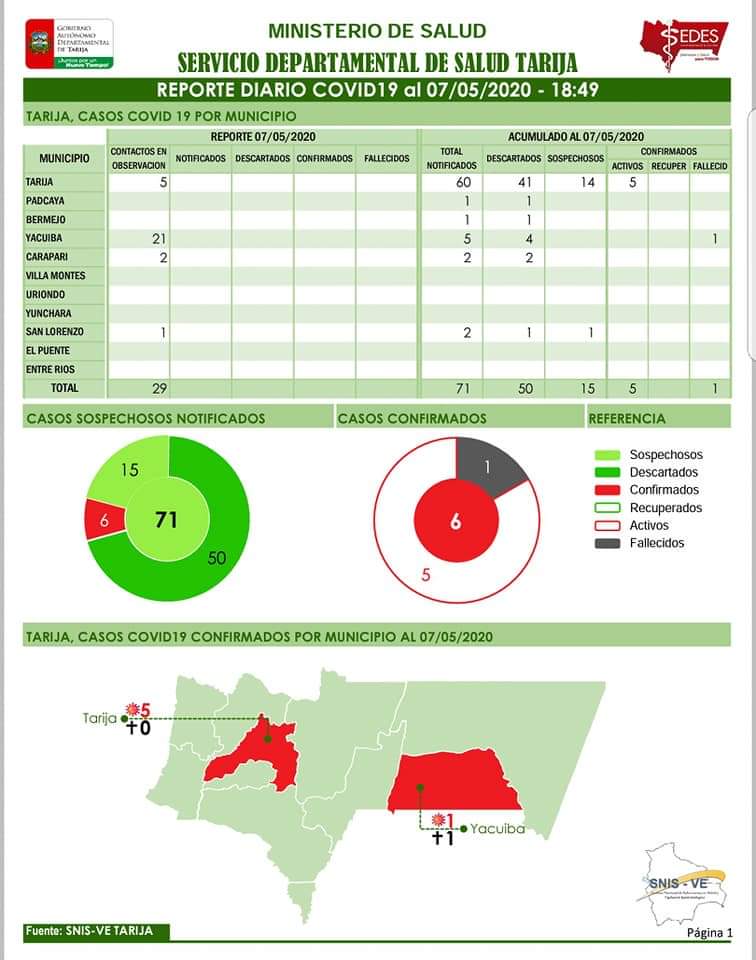 GOBIERNO
AUTÓNOMO
DEPARTAMENTAL
DE TARIJA
¡Juntos por un
Nuevo Tiempo!
MINISTERIO DE SALUD
SERVICIO DEPARTAMENTAL DE SALUD TARIJA
SEDES
REPORTE DIARIO COVID19 al 07/05/2020 - 18:49
TARIJA, CASOS COVID 19 POR MUNICIPIO
MUNICIPIO REPORTE 07/05/2020 ACUMULADO AL 07/05/2020
CONTACTOS EN OBSERVACION NOTIFICADOS DESCARTADOS CONFIRMADOS FALLECIDOS TOTAL NOTIFICADOS DESCARTADOS SOSPECHOSOS CONFIRMADOS
ACTIVOS RECUPER FALLECID
TARIJA 5 60 41 14 5
PADCAYA 1 1
BERMEJO 1 1
YACUIBA 21 5 4 1
CARAPARI 2 2 2
VILLA MONTES
URIONDO
YUNCHARA
SAN LORENZO 1 2 1 1
EL PUENTE
ENTRE RIOS
TOTAL 29 71 50 15 5 1
CASOS SOSPECHOSOS NOTIFICADOS
15
6
71
50
CASOS CONFIRMADOS
1
6
5
REFERENCIA
Sospechosos
Descartados
Confirmados
Recuperados
Activos
Fallecidos
TARIJA, CASOS COVID19 CONFIRMADOS POR MUNICIPIO AL 07/05/2020
Tarija
5
0
1
1
Yacuiba
SNIS - VE
Fuente: SNIS-VE TARIJA
Página 1